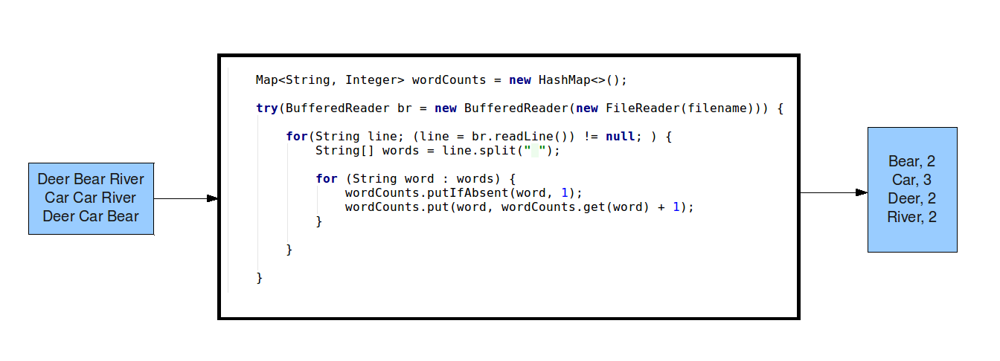 Deer Bear River
Car Car River
Deer Car Bear
Map<String, Integer> wordCounts = new HashMap<>();
try(BufferedReader br = new BufferedReader(new FileReader(filename))) {
for(String line; (line = br.readLine()) != null; ) {
String[] words = line.split(" ");
for (String word : words) {
wordCounts.putIfAbsent(word, 1);
wordCounts.put(word, wordCounts.get(word) + 1);
}
}
}
Bear, 2
Car, 3
Deer, 2
River, 2